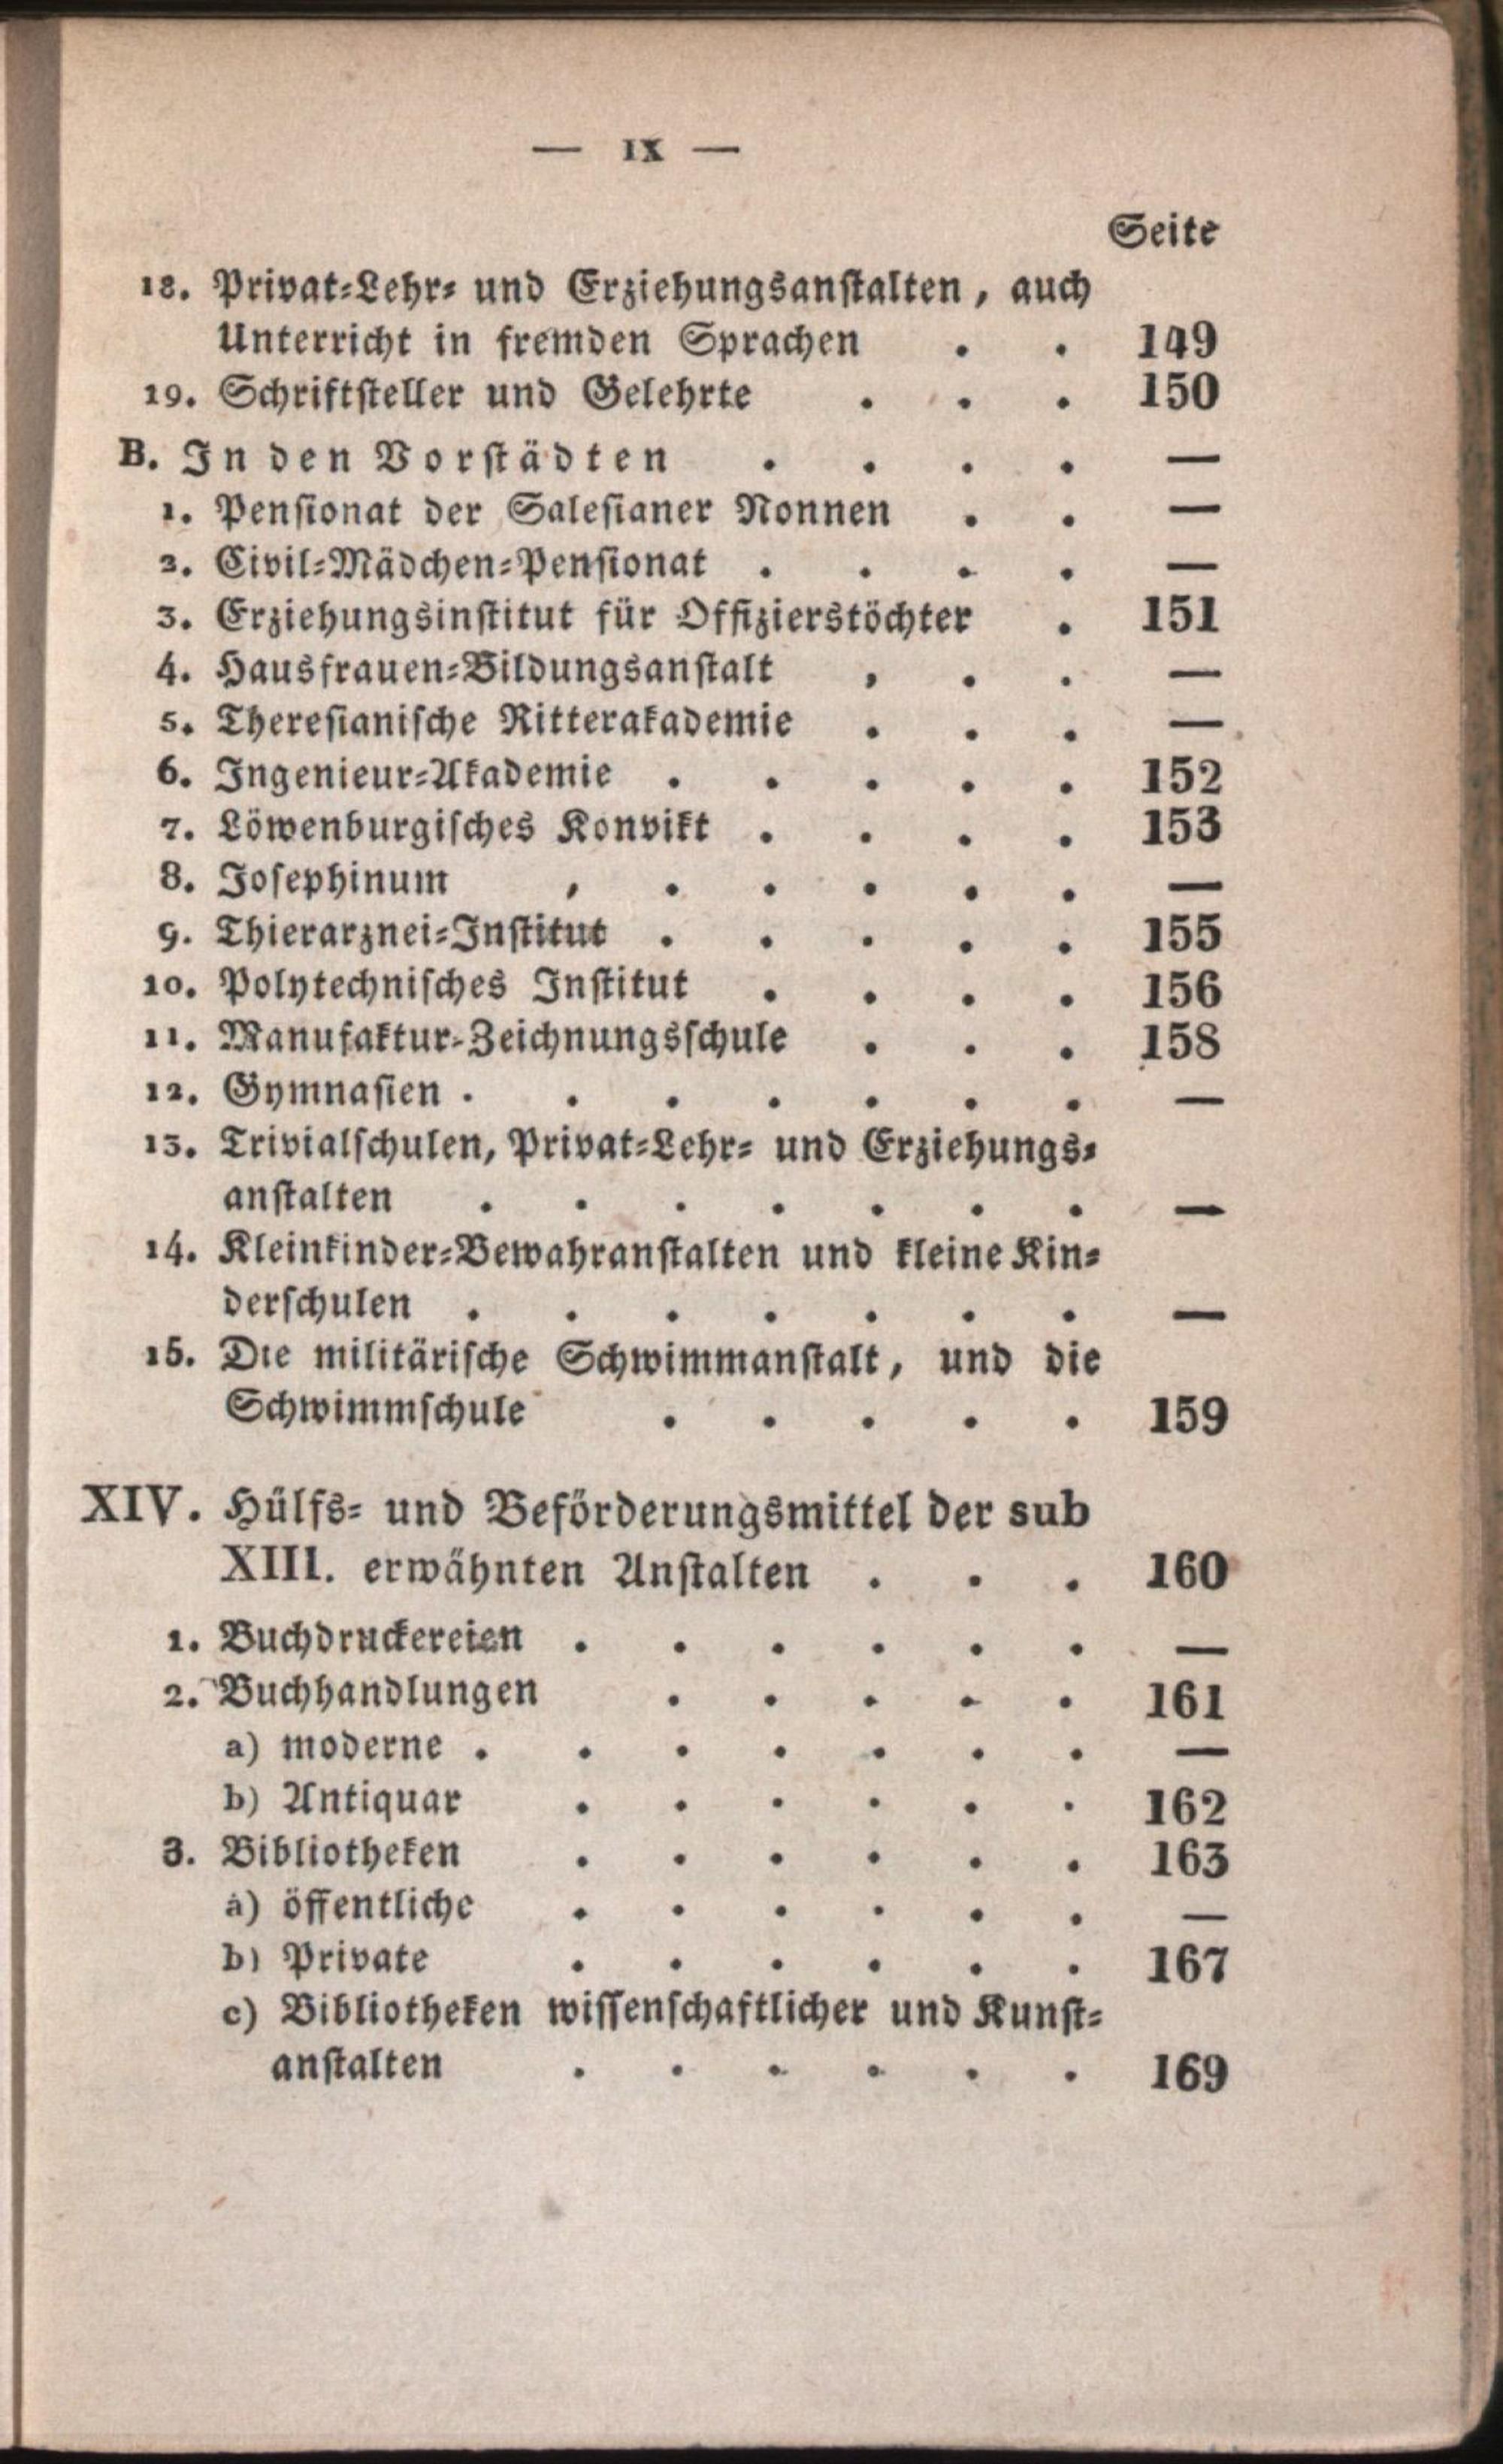 — IX —
Seite
18. Privat-Lehr- und Erziehungsanstalten, auch
Unterricht in fremden Sprachen . . 149
19. Schriftsteller und Gelehrte . . . 150
B. In den Vorstädten . . . . —
1. Pensionat der Salesianer Nonnen . . —
2. Civil-Mädchen-Pensionat . . . . —
3. Erziehungsinstitut für Offizierstöchter . 151
4. Hausfrauen-Bildungsanstalt , . . —
5. Theresianische Ritterakademie . . . —
6. Ingenieur-Akademie . . . . . 152
7. Löwenburgisches Konvikt . . . . 153
8. Josephinum , . . . . . —
9. Thierarznei-Institut . . . . . 155
10. Polytechnisches Institut . . . . 156
11. Manufaktur-Zeichnungsschule . . . 158
12. Gymnasien . . . . . . . —
13. Trivialschulen, Privat-Lehr- und Erziehungs-
anstalten . . . . . . . —
14. Kleinkinder-Bewahranstalten und kleine Kin-
derschulen . . . . . . . —
15. Die militärische Schwimmanstalt, und die
Schwimmschule . . . . . 159
XIV. Hülfs- und Beförderungsmittel der sub
XIII. erwähnten Anstalten . . . 160
1. Buchdruckereien . . . . . . —
2. Buchhandlungen . . . . . 161
a) moderne . . . . . . . —
b) Antiquar . . . . . . 162
3. Bibliotheken . . . . . . 163
a) öffentliche . . . . . . —
b) Private . . . . . . 167
c) Bibliotheken wissenschaftlicher und Kunst-
anstalten . . . . . . 169